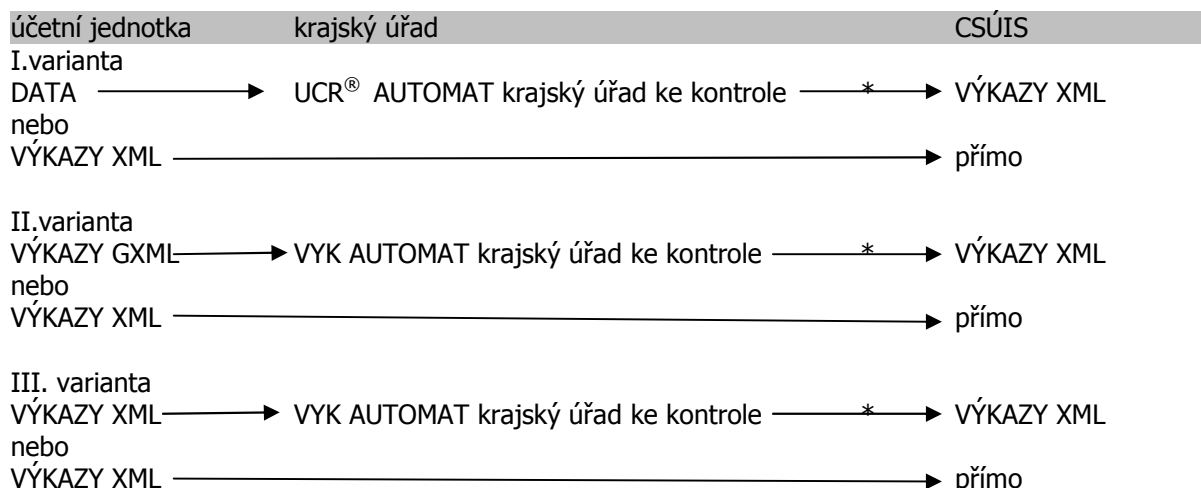 účetní jednotka krajský úřad CSÚIS
I.varianta
DATA UCR® AUTOMAT krajský úřad ke kontrole * VÝKAZY XML
nebo
VÝKAZY XML přímo
II.varianta
VÝKAZY GXML VYK AUTOMAT krajský úřad ke kontrole * VÝKAZY XML
nebo
VÝKAZY XML přímo
III. varianta
VÝKAZY XML VYK AUTOMAT krajský úřad ke kontrole * VÝKAZY XML
nebo
VÝKAZY XML přímo